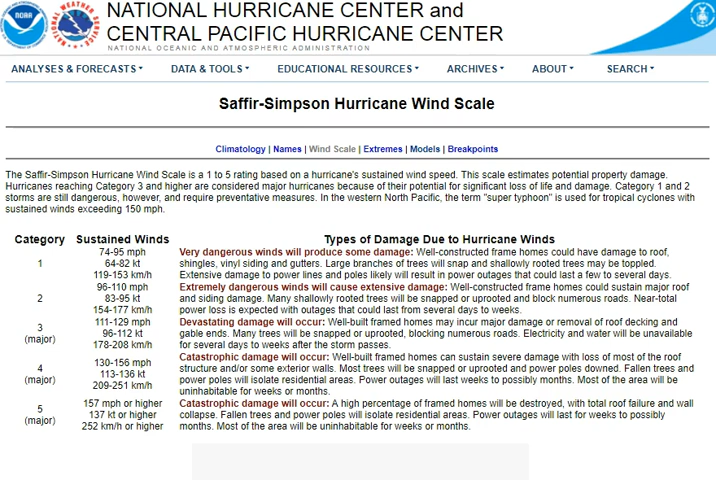 NATIONAL HURRICANE CENTER and
CENTRAL PACIFIC HURRICANE CENTER
NATIONAL OCEANIC AND ATMOSPHERIC ADMINISTRATION
ANALYSES & FORECASTS DATA & TOOLS EDUCATIONAL RESOURCES ARCHIVES ABOUT SEARCH
Saffir-Simpson Hurricane Wind Scale
Climatology | Names | Wind Scale | Extremes | Models | Breakpoints
The Saffir-Simpson Hurricane Wind Scale is a 1 to 5 rating based on a hurricane's sustained wind speed. This scale estimates potential property damage.
Hurricanes reaching Category 3 and higher are considered major hurricanes because of their potential for significant loss of life and damage. Category 1 and 2
storms are still dangerous, however, and require preventative measures. In the western North Pacific, the term "super typhoon" is used for tropical cyclones with
sustained winds exceeding 150 mph.
Category Sustained Winds Types of Damage Due to Hurricane Winds
1
74-95 mph
64-82 kt
119-153 km/h
Very dangerous winds will produce some damage: Well-constructed frame homes could have damage to roof,
shingles, vinyl siding and gutters. Large branches of trees will snap and shallowly rooted trees may be toppled.
Extensive damage to power lines and poles likely will result in power outages that could last a few to several days.
2
96-110 mph
83-95 kt
154-177 km/h
Extremely dangerous winds will cause extensive damage: Well-constructed frame homes could sustain major roof
and siding damage. Many shallowly rooted trees will be snapped or uprooted and block numerous roads. Near-total
power loss is expected with outages that could last from several days to weeks.
3
(major)
111-129 mph
96-112 kt
178-208 km/h
Devastating damage will occur: Well-built framed homes may incur major damage or removal of roof decking and
gable ends. Many trees will be snapped or uprooted, blocking numerous roads. Electricity and water will be unavailable
for several days to weeks after the storm passes.
4
(major)
130-156 mph
113-136 kt
209-251 km/h
Catastrophic damage will occur: Well-built framed homes can sustain severe damage with loss of most of the roof
structure and/or some exterior walls. Most trees will be snapped or uprooted and power poles downed. Fallen trees and
power poles will isolate residential areas. Power outages will last weeks to possibly months. Most of the area will be
uninhabitable for weeks or months.
5
(major)
157 mph or higher
137 kt or higher
252 km/h or higher
Catastrophic damage will occur: A high percentage of framed homes will be destroyed, with total roof failure and wall
collapse. Fallen trees and power poles will isolate residential areas. Power outages will last for weeks to possibly
months. Most of the area will be uninhabitable for weeks or months.
NOAA